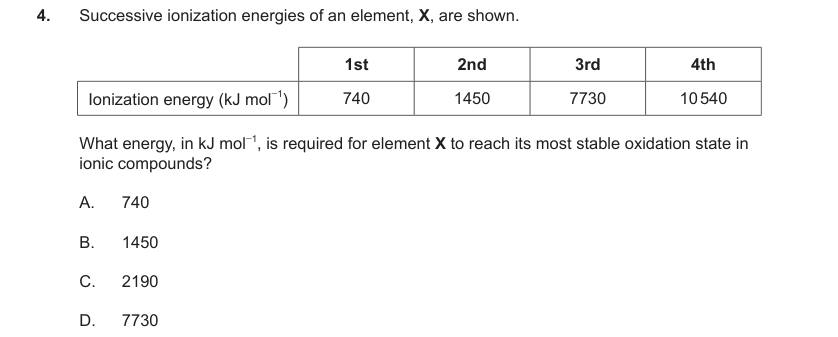 4. Successive ionization energies of an element, X, are shown.
1st 2nd 3rd 4th
Ionization energy (kJ mol⁻¹) 740 1450 7730 10 540
What energy, in kJ mol⁻¹, is required for element X to reach its most stable oxidation state in
ionic compounds?
A. 740
B. 1450
C. 2190
D. 7730